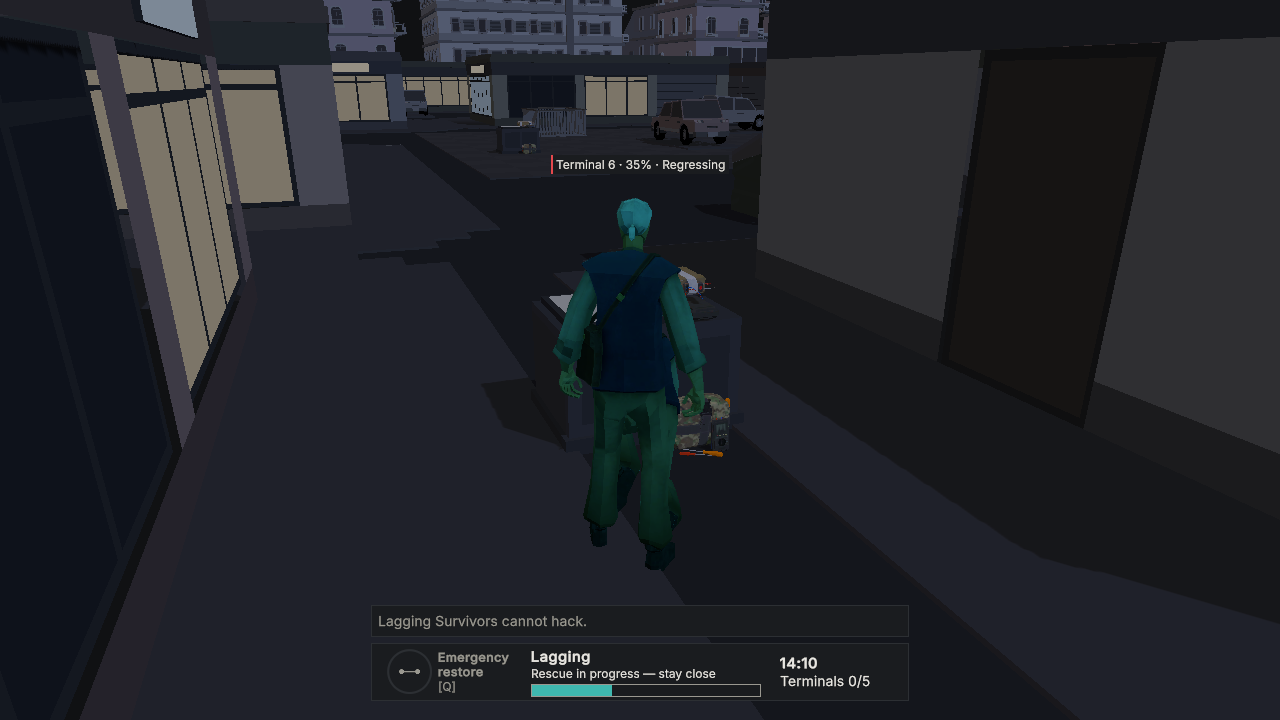 Terminal 6 · 35% · Regressing
Lagging Survivors cannot hack.
Emergency
restore
[Q]
Lagging
Rescue in progress — stay close
14:10
Terminals 0/5